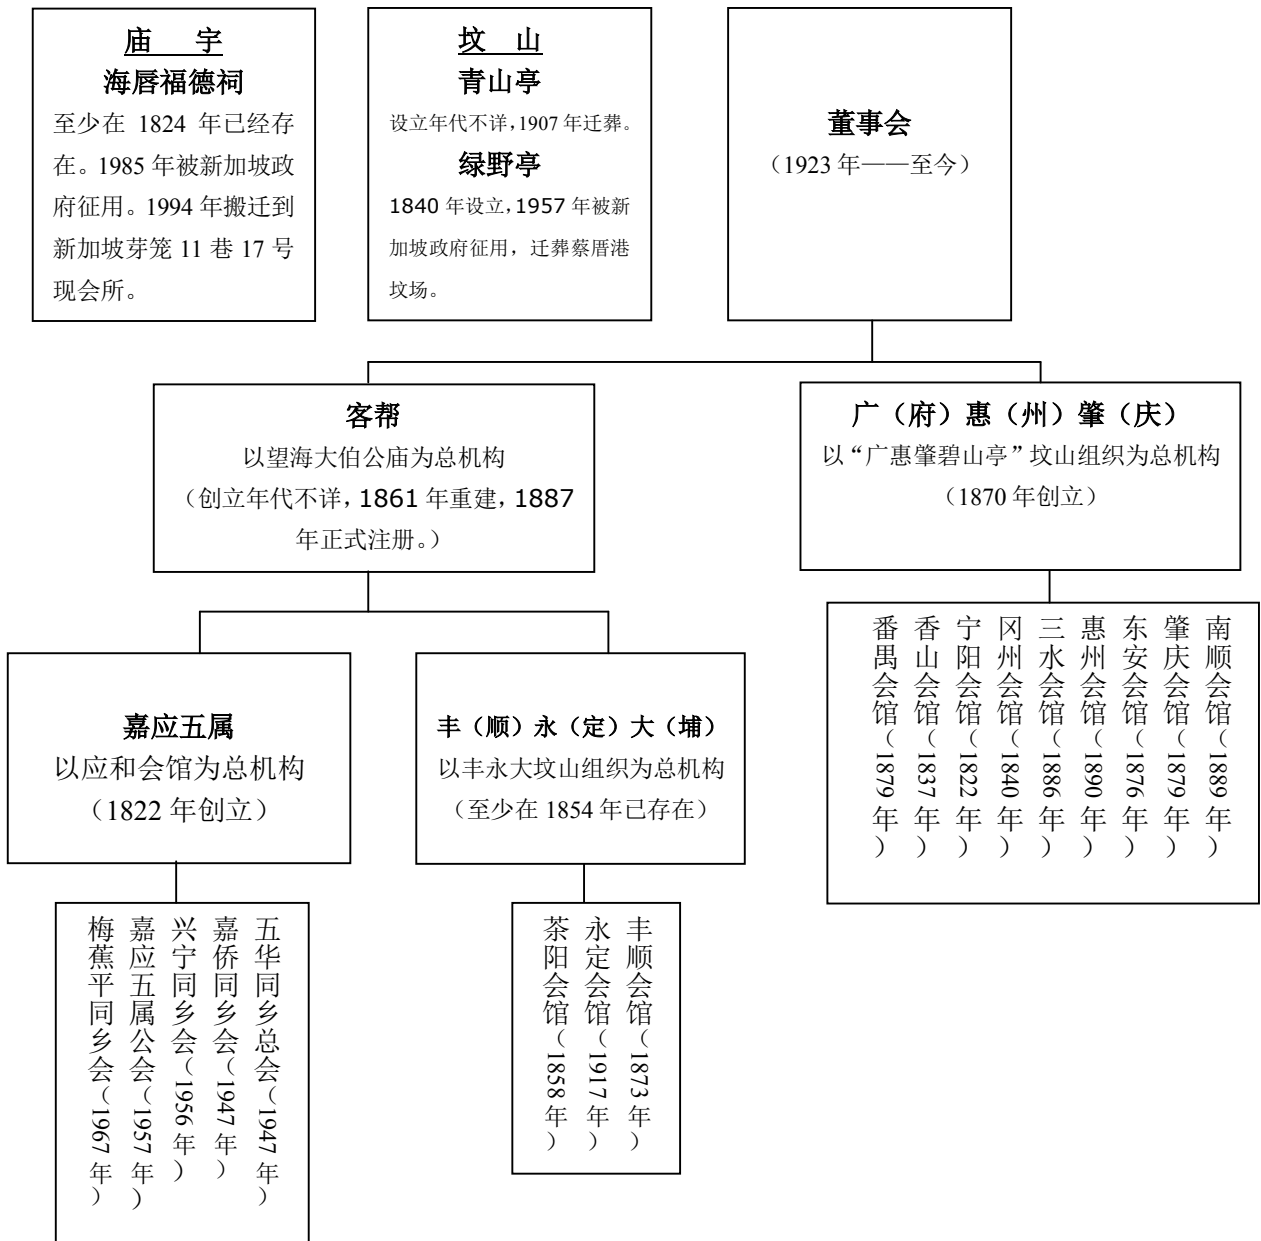 庙 宇
海唇福德祠
至少在 1824 年已经存
在。1985 年被新加坡政
府征用。1994 年搬迁到
新加坡芽笼 11 巷 17 号
现会所。
坟 山
青山亭
设立年代不详，1907 年迁葬。
绿野亭
1840 年设立，1957 年被新
加坡政府征用，迁葬蔡厝港
坟场。
董事会
（1923 年——至今）
客帮
以望海大伯公庙为总机构
（创立年代不详，1861 年重建，1887
年正式注册。）
广（府）惠（州）肇（庆）
以“广惠肇碧山亭”坟山组织为总机构
（1870 年创立）
嘉应五属
以应和会馆为总机构
（1822 年创立）
丰（顺）永（定）大（埔）
以丰永大坟山组织为总机构
（至少在 1854 年已存在）
南顺会馆（1889 年）
肇庆会馆（1879 年）
东安会馆（1876 年）
惠州会馆（1890 年）
三水会馆（1886 年）
冈州会馆（1840 年）
宁阳会馆（1822 年）
香山会馆（1837 年）
番禺会馆（1879 年）
五华同乡总会（1947 年）
嘉侨同乡会（1947 年）
兴宁同乡会（1956 年）
嘉应五属公会（1957 年）
梅蕉平同乡会（1967 年）
丰顺会馆（1873 年）
永定会馆（1917 年）
茶阳会馆（1858 年）